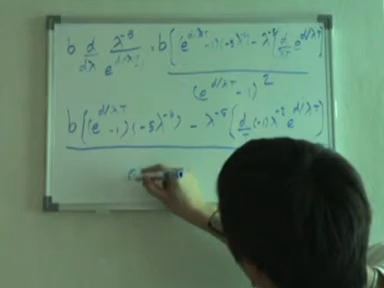 b d/dλ λ^-5 / e^(d/λT)-1 = b [(e^(d/λT) -1)(-5λ^-6) - λ^-5 [d/dλ e^(d/λT)]] / (e^(d/λT) -1)^2
b [(e^(d/λT) -1)(-5λ^-6) - λ^-5 (d/T (-1) λ^-2 e^(d/λT))]